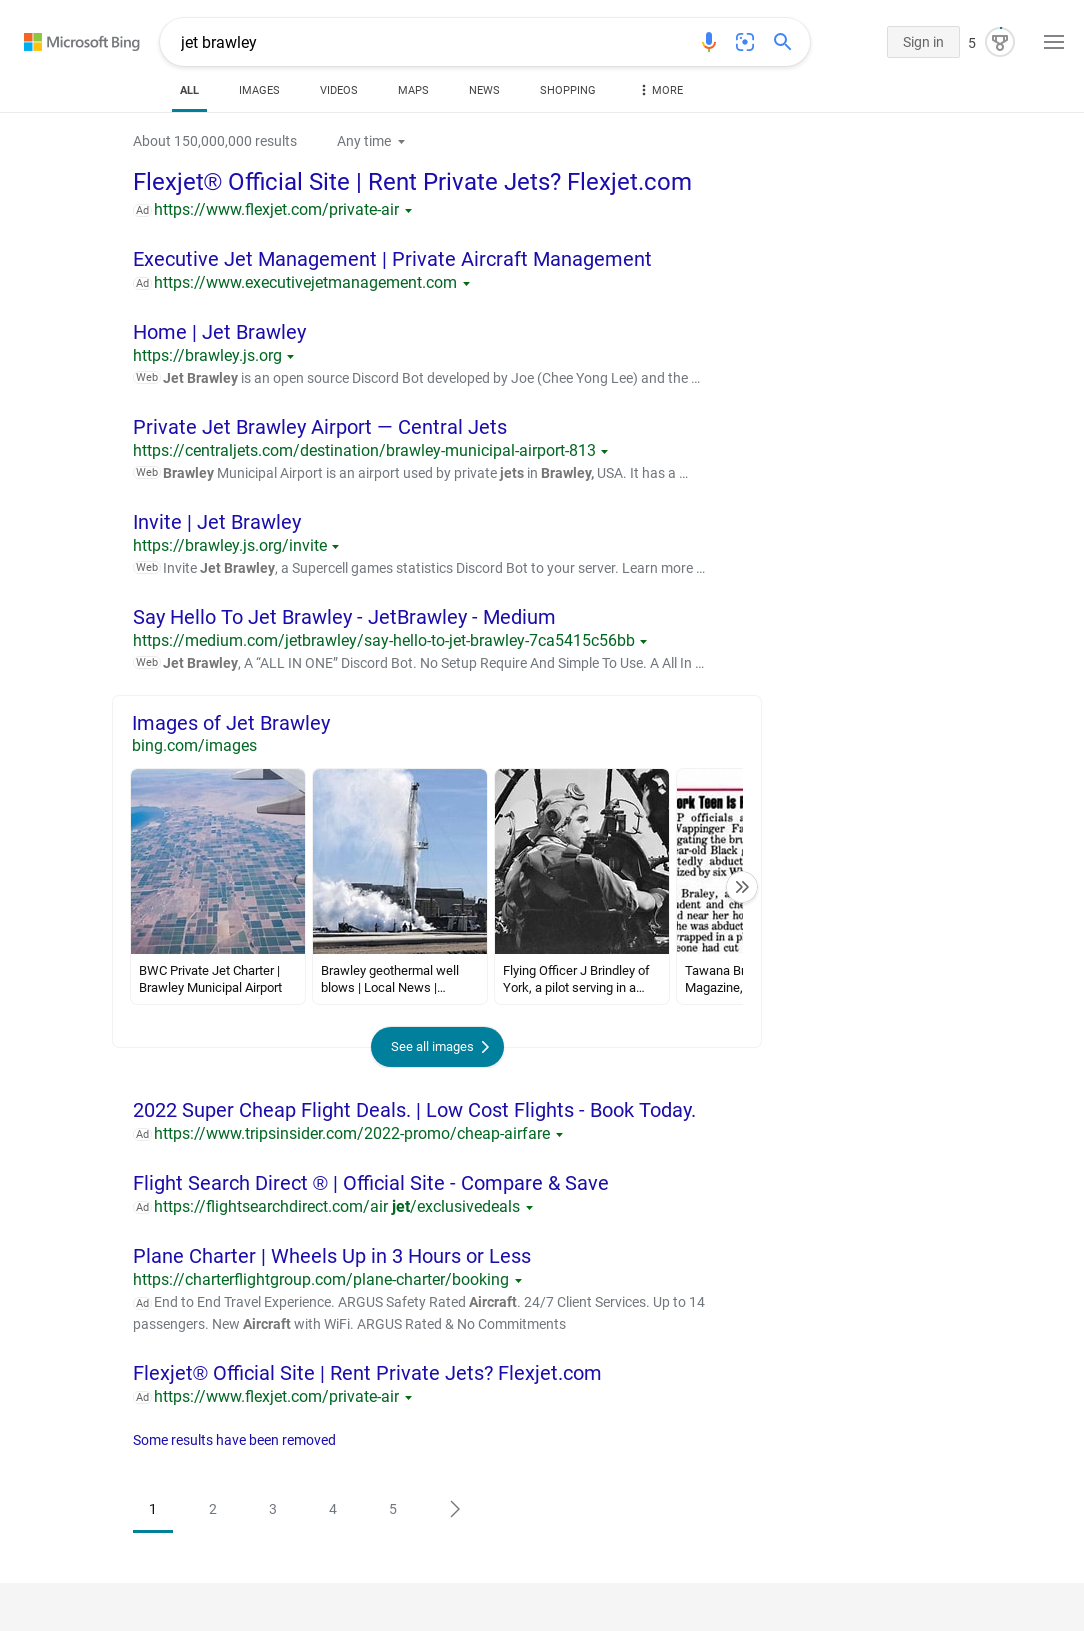 Microsoft Bing
jet brawley
Sign in
5
ALL
IMAGES
VIDEOS
MAPS
NEWS
SHOPPING
MORE
About 150,000,000 results
Any time
Flexjet® Official Site | Rent Private Jets? Flexjet.com
Ad https://www.flexjet.com/private-air
Executive Jet Management | Private Aircraft Management
Ad https://www.executivejetmanagement.com
Home | Jet Brawley
https://brawley.js.org
Web Jet Brawley is an open source Discord Bot developed by Joe (Chee Yong Lee) and the …
Private Jet Brawley Airport — Central Jets
https://centraljets.com/destination/brawley-municipal-airport-813
Web Brawley Municipal Airport is an airport used by private jets in Brawley, USA. It has a …
Invite | Jet Brawley
https://brawley.js.org/invite
Web Invite Jet Brawley, a Supercell games statistics Discord Bot to your server. Learn more …
Say Hello To Jet Brawley - JetBrawley - Medium
https://medium.com/jetbrawley/say-hello-to-jet-brawley-7ca5415c56bb
Web Jet Brawley, A “ALL IN ONE” Discord Bot. No Setup Require And Simple To Use. A All In …
Images of Jet Brawley
bing.com/images
ork Teen Is
P officials a
Wappinger Fa
gating the bru
ear-old Black
tedly abduct
ized by six W
Braley, a
dent and che
d near her ho
he was abduct
rapped in a p
eone had cut
BWC Private Jet Charter |
Brawley Municipal Airport
Brawley geothermal well
blows | Local News |…
Flying Officer J Brindley of
York, a pilot serving in a…
Tawana Br
Magazine,
See all images
2022 Super Cheap Flight Deals. | Low Cost Flights - Book Today.
Ad https://www.tripsinsider.com/2022-promo/cheap-airfare
Flight Search Direct ® | Official Site - Compare & Save
Ad https://flightsearchdirect.com/air jet/exclusivedeals
Plane Charter | Wheels Up in 3 Hours or Less
https://charterflightgroup.com/plane-charter/booking
Ad End to End Travel Experience. ARGUS Safety Rated Aircraft. 24/7 Client Services. Up to 14
passengers. New Aircraft with WiFi. ARGUS Rated & No Commitments
Flexjet® Official Site | Rent Private Jets? Flexjet.com
Ad https://www.flexjet.com/private-air
Some results have been removed
1 2 3 4 5